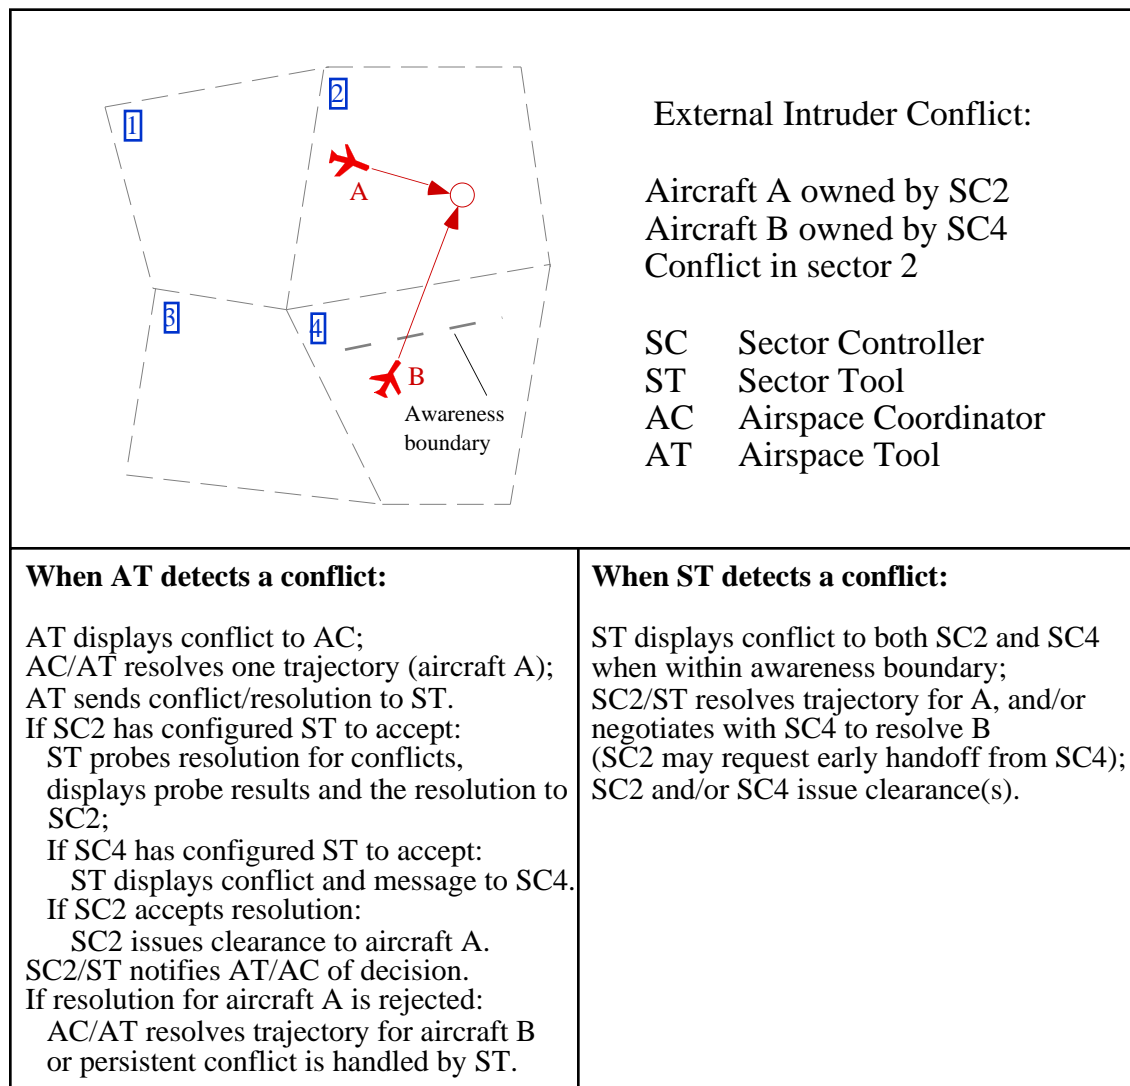 1
2
3
4
A
B
Awareness
boundary
External Intruder Conflict:
Aircraft A owned by SC2
Aircraft B owned by SC4
Conflict in sector 2
SC Sector Controller
ST Sector Tool
AC Airspace Coordinator
AT Airspace Tool
When AT detects a conflict:
AT displays conflict to AC;
AC/AT resolves one trajectory (aircraft A);
AT sends conflict/resolution to ST.
If SC2 has configured ST to accept:
ST probes resolution for conflicts,
displays probe results and the resolution to
SC2;
If SC4 has configured ST to accept:
ST displays conflict and message to SC4.
If SC2 accepts resolution:
SC2 issues clearance to aircraft A.
SC2/ST notifies AT/AC of decision.
If resolution for aircraft A is rejected:
AC/AT resolves trajectory for aircraft B
or persistent conflict is handled by ST.
When ST detects a conflict:
ST displays conflict to both SC2 and SC4
when within awareness boundary;
SC2/ST resolves trajectory for A, and/or
negotiates with SC4 to resolve B
(SC2 may request early handoff from SC4);
SC2 and/or SC4 issue clearance(s).